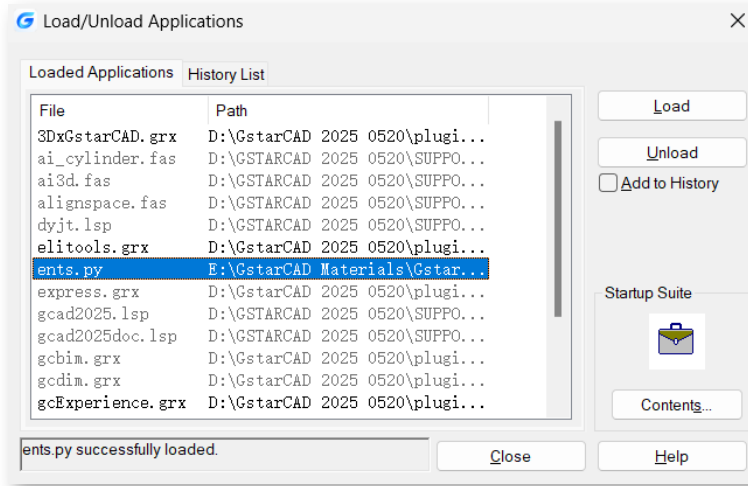 Load/Unload Applications
Loaded Applications History List
File Path
3DxGstarCAD.grx D:\GstarCAD 2025 0520\plugi...
ai_cylinder.fas D:\GSTARCAD 2025 0520\SUPPO...
ai3d.fas D:\GSTARCAD 2025 0520\SUPPO...
alignspace.fas D:\GSTARCAD 2025 0520\SUPPO...
dyjt.lsp D:\GSTARCAD 2025 0520\SUPPO...
elitools.grx D:\GstarCAD 2025 0520\plugi...
ents.py E:\GstarCAD Materials\Gstar...
express.grx D:\GstarCAD 2025 0520\plugi...
gcad2025.lsp D:\GSTARCAD 2025 0520\SUPPO...
gcad2025doc.lsp D:\GSTARCAD 2025 0520\SUPPO...
gcbim.grx D:\GstarCAD 2025 0520\plugi...
gcdim.grx D:\GstarCAD 2025 0520\plugi...
gcExperience.grx D:\GstarCAD 2025 0520\plugi...
Load
Unload
Add to History
Startup Suite
Contents...
ents.py successfully loaded.
Close
Help